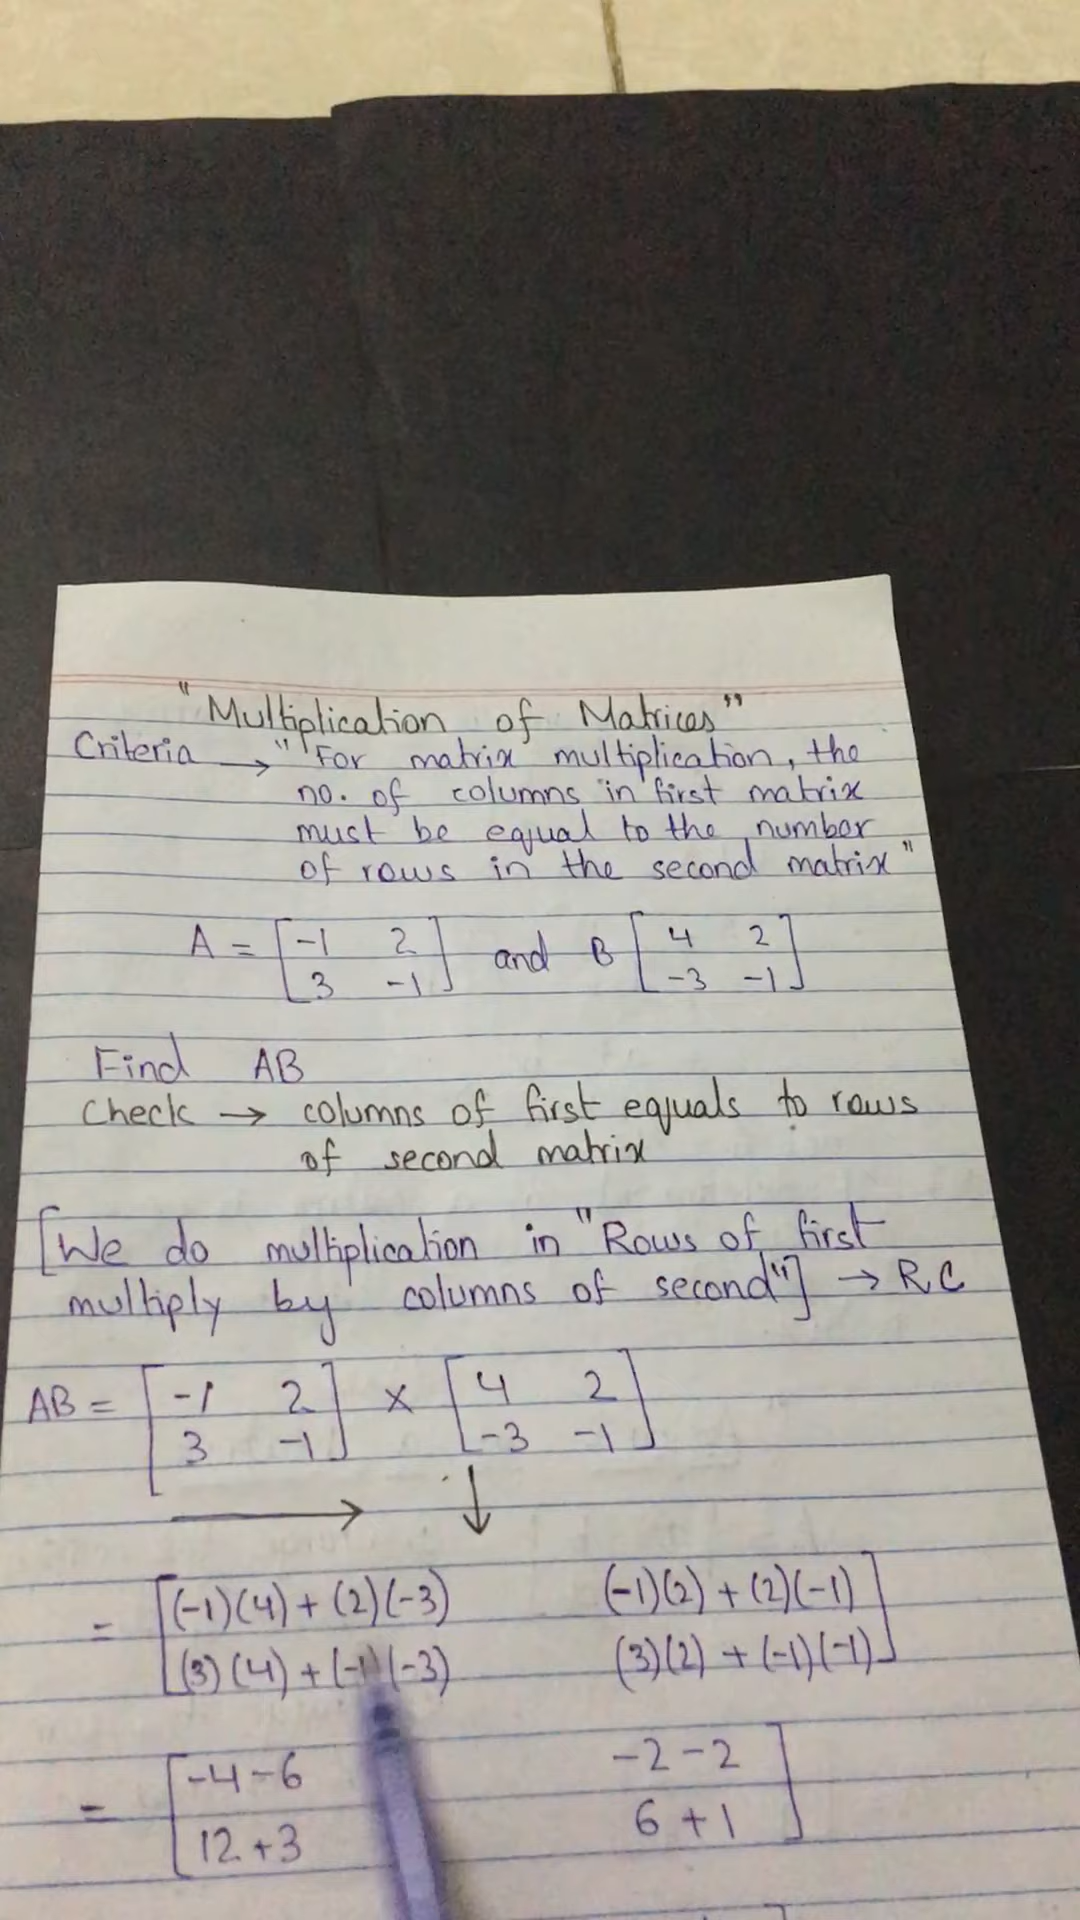 "Multiplication of Matrices"
Criteria → "For matrix multiplication, the
no. of columns in first matrix
must be equal to the number
of rows in the second matrix"
A = [-1 2] and B [4 2]
[3 -1] [-3 -1]
Find AB
Check → columns of first equals to rows
of second matrix
[We do multiplication in "Rows of first
multiply by columns of second"] → RC
AB = [-1 2] × [4 2]
[3 -1] [-3 -1]
→ ↓
= [(-1)(4) + (2)(-3) (-1)(2) + (2)(-1)]
[(3)(4) + (-1)(-3) (3)(2) + (-1)(-1)]
= [-4-6 -2-2]
[12+3 6+1]